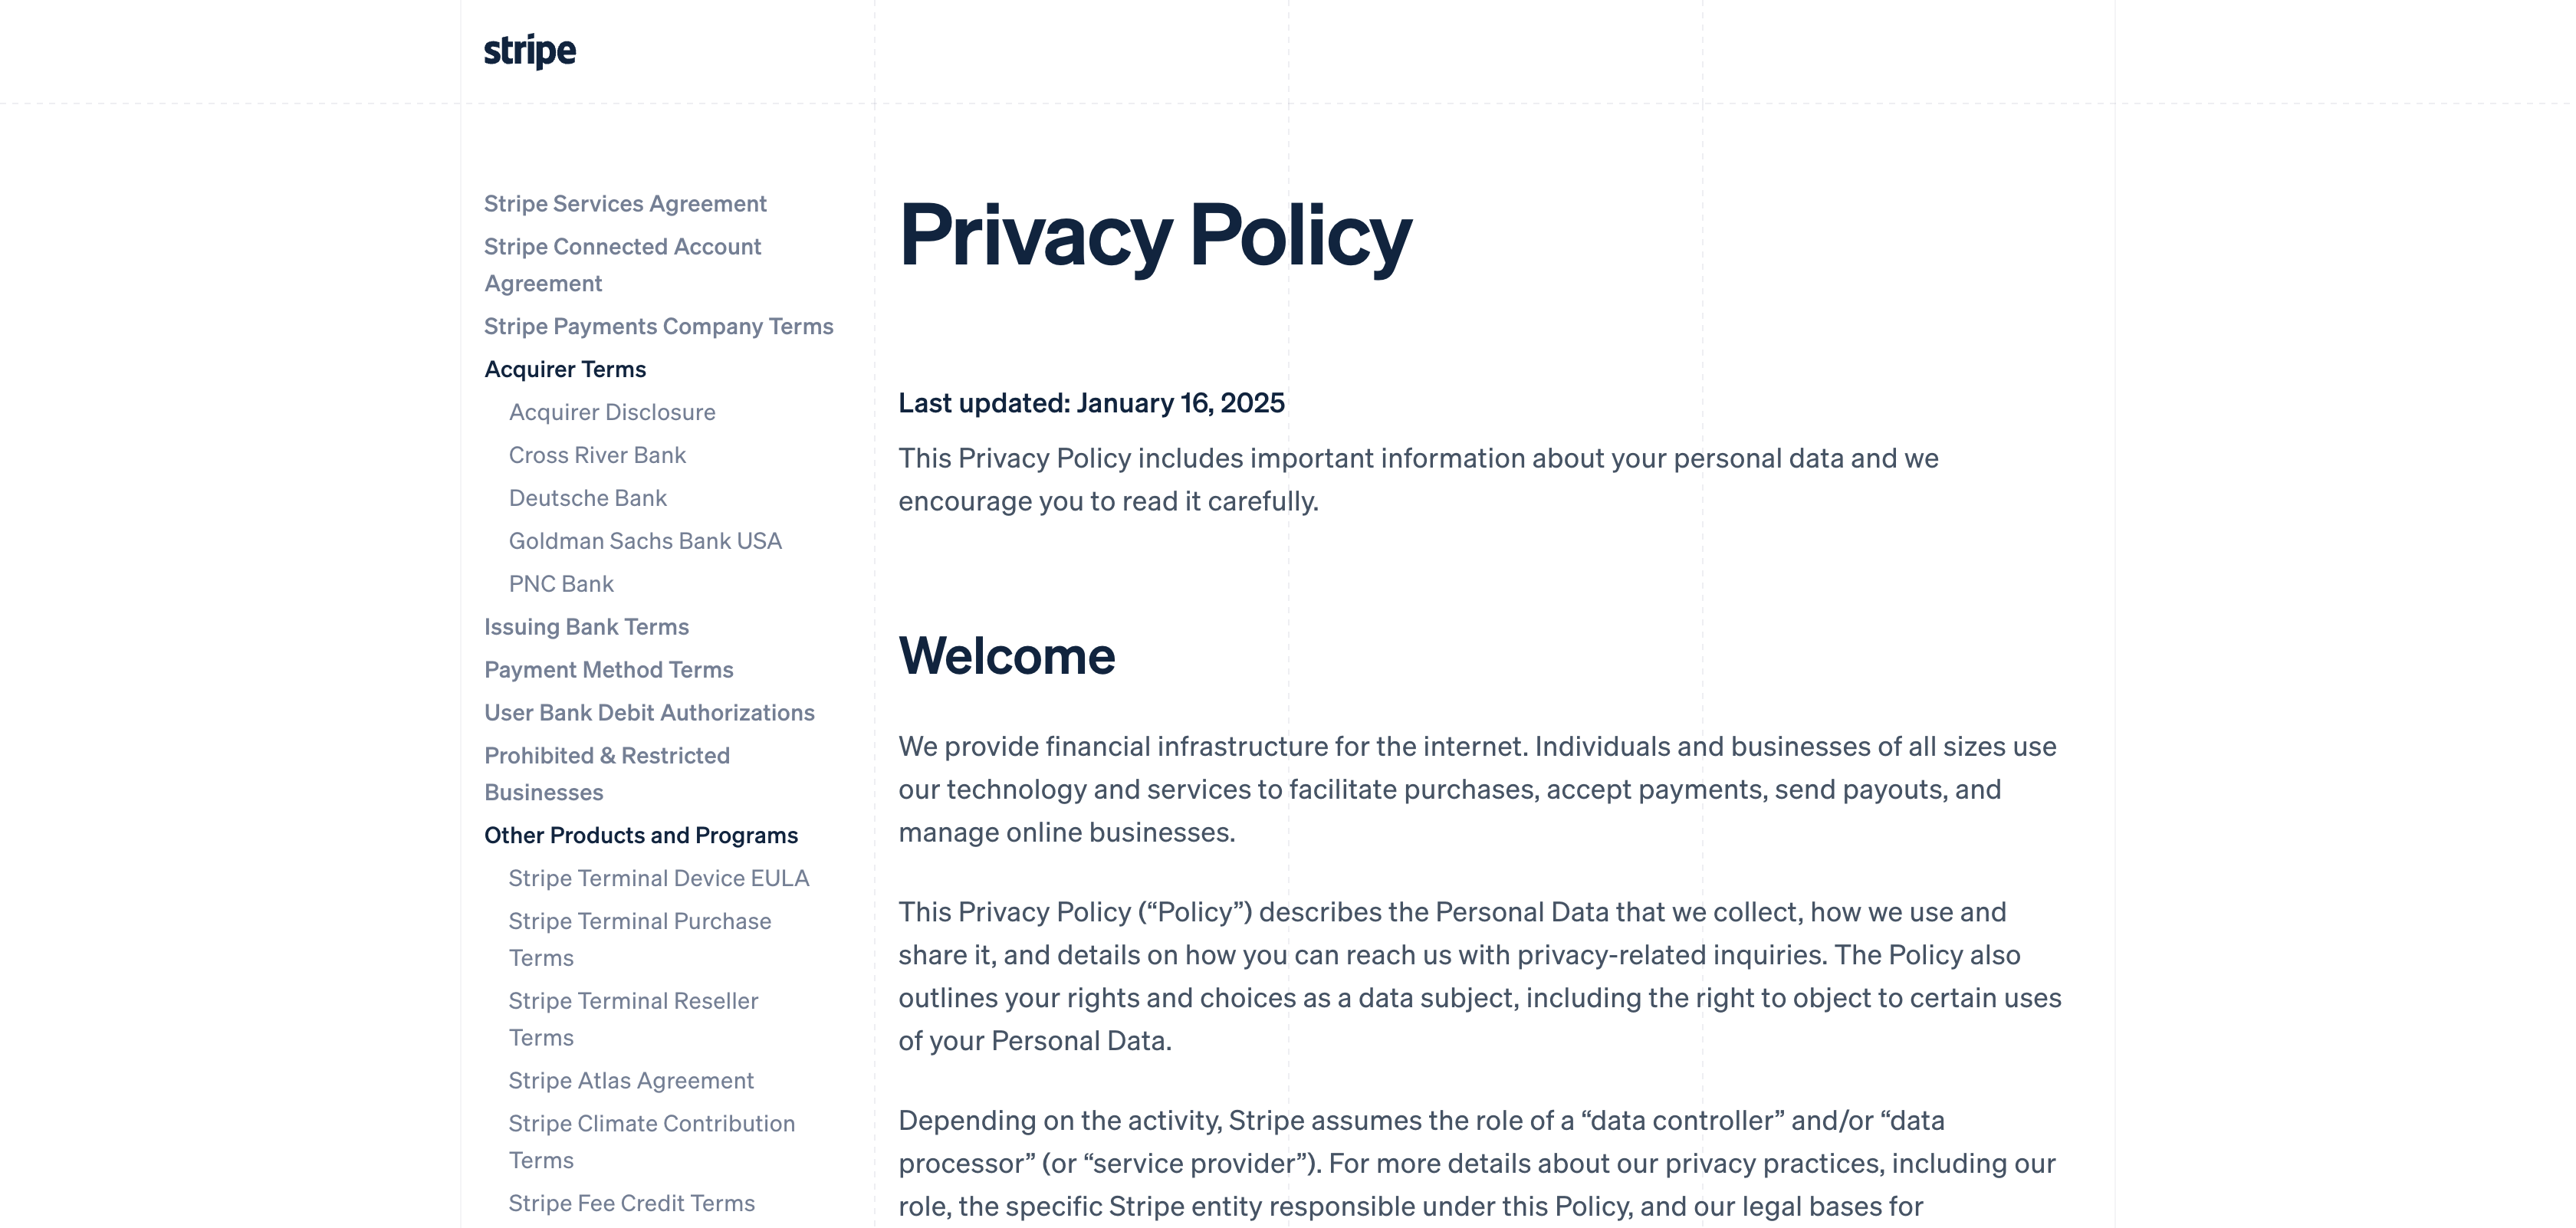 stripe
Stripe Services Agreement
Stripe Connected Account
Agreement
Stripe Payments Company Terms
Acquirer Terms
Acquirer Disclosure
Cross River Bank
Deutsche Bank
Goldman Sachs Bank USA
PNC Bank
Issuing Bank Terms
Payment Method Terms
User Bank Debit Authorizations
Prohibited & Restricted
Businesses
Other Products and Programs
Stripe Terminal Device EULA
Stripe Terminal Purchase
Terms
Stripe Terminal Reseller
Terms
Stripe Atlas Agreement
Stripe Climate Contribution
Terms
Stripe Fee Credit Terms
Privacy Policy
Last updated: January 16, 2025
This Privacy Policy includes important information about your personal data and we
encourage you to read it carefully.
Welcome
We provide financial infrastructure for the internet. Individuals and businesses of all sizes use
our technology and services to facilitate purchases, accept payments, send payouts, and
manage online businesses.
This Privacy Policy (“Policy”) describes the Personal Data that we collect, how we use and
share it, and details on how you can reach us with privacy-related inquiries. The Policy also
outlines your rights and choices as a data subject, including the right to object to certain uses
of your Personal Data.
Depending on the activity, Stripe assumes the role of a “data controller” and/or “data
processor” (or “service provider”). For more details about our privacy practices, including our
role, the specific Stripe entity responsible under this Policy, and our legal bases for